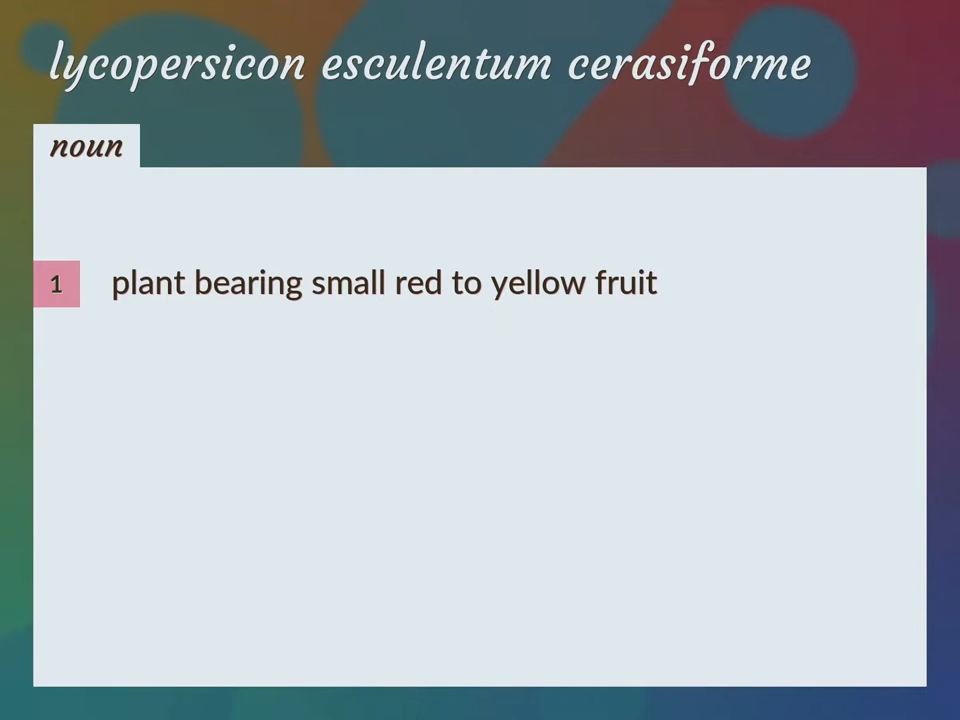 lycopersicon esculentum cerasiforme
noun
1 plant bearing small red to yellow fruit